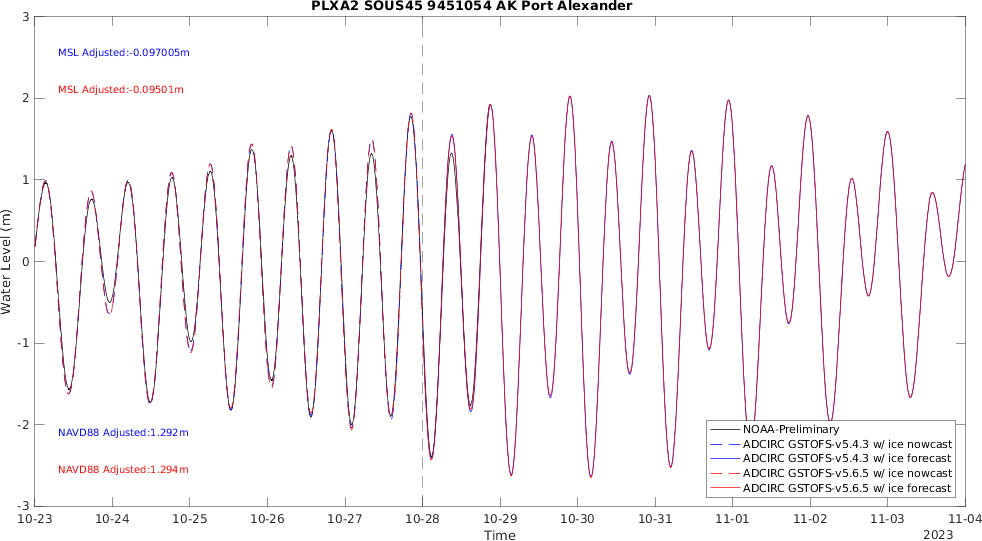 PLXA2 SOUS45 9451054 AK Port Alexander
3
MSL Adjusted:-0.097005m
MSL Adjusted:-0.09501m
2
1
0
-1
-2
-3
Water Level (m)
NAVD88 Adjusted:1.292m
NAVD88 Adjusted:1.294m
NOAA-Preliminary
ADCIRC GSTOFS-v5.4.3 w/ ice nowcast
ADCIRC GSTOFS-v5.4.3 w/ ice forecast
ADCIRC GSTOFS-v5.6.5 w/ ice nowcast
ADCIRC GSTOFS-v5.6.5 w/ ice forecast
10-23 10-24 10-25 10-26 10-27 10-28 10-29 10-30 10-31 11-01 11-02 11-03 11-04
Time
2023